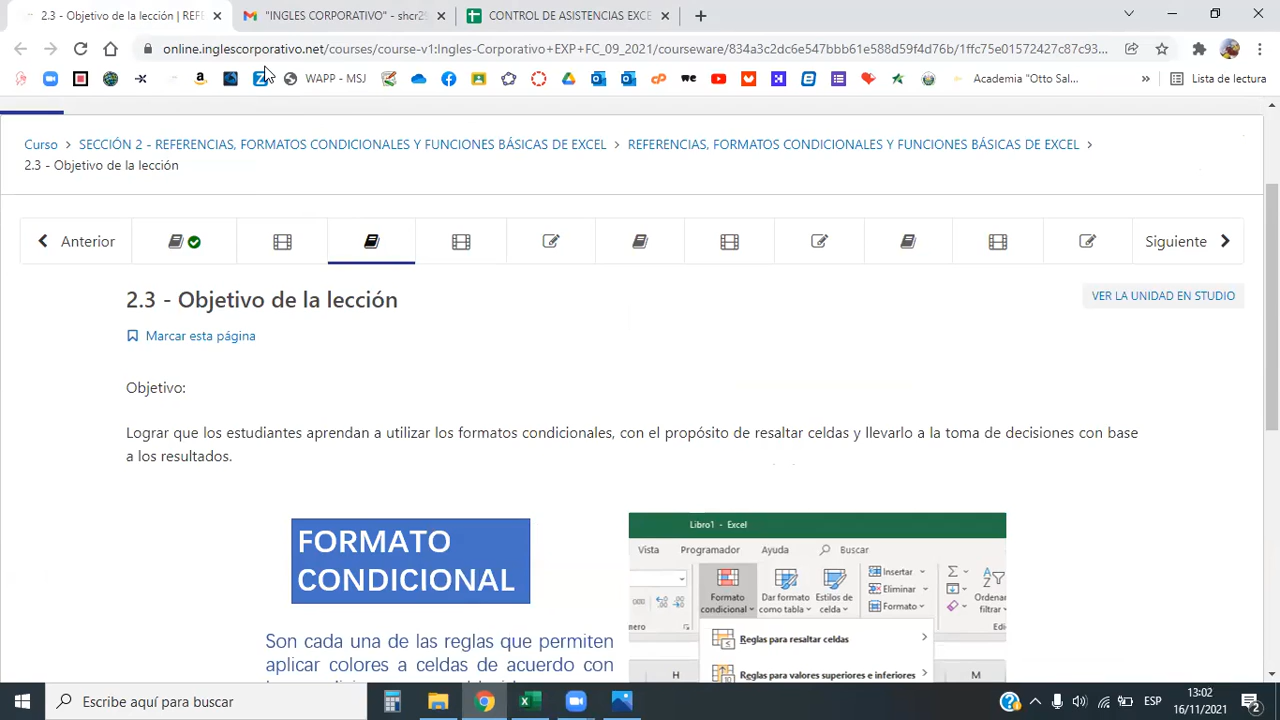 2.3 - Objetivo de la lección | REF
"INGLES CORPORATIVO" - shcr25
CONTROL DE ASISTENCIAS EXCE
online.inglescorporativo.net/courses/course-v1:Ingles-Corporativo+EXP+FC_09_2021/courseware/834a3c2dc6e547bbb61e588d59f4d76b/1ffc75e01572427c87c93...
WAPP - MSJ
Academia "Otto Sal...
»
Lista de lectura
Curso > SECCIÓN 2 - REFERENCIAS, FORMATOS CONDICIONALES Y FUNCIONES BÁSICAS DE EXCEL > REFERENCIAS, FORMATOS CONDICIONALES Y FUNCIONES BÁSICAS DE EXCEL >
2.3 - Objetivo de la lección
Anterior
Siguiente
2.3 - Objetivo de la lección
VER LA UNIDAD EN STUDIO
Marcar esta página
Objetivo:
Lograr que los estudiantes aprendan a utilizar los formatos condicionales, con el propósito de resaltar celdas y llevarlo a la toma de decisiones con base
a los resultados.
FORMATO
CONDICIONAL
Son cada una de las reglas que permiten
aplicar colores a celdas de acuerdo con
Libro1 - Excel
Vista Programador Ayuda Buscar
Formato
condicional
Dar formato
como tabla
Estilos de
celda
Insertar
Eliminar
Formato
Ordenar
filtrar
mero
Edi
Reglas para resaltar celdas
Reglas para valores superiores e inferiores
H
M
Escribe aquí para buscar
ESP
13:02
16/11/2021
2